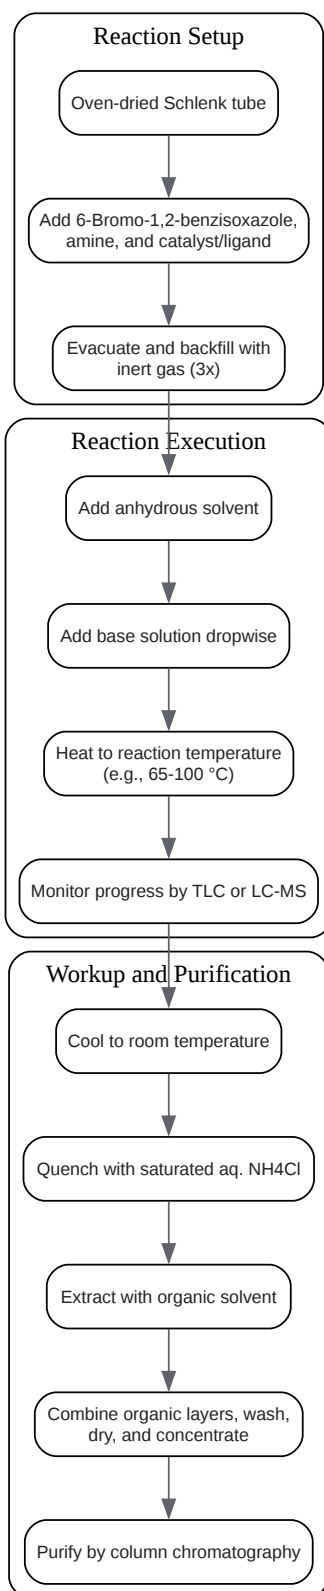 Reaction Setup
Oven-dried Schlenk tube
Add 6-Bromo-1,2-benzisoxazole,
amine, and catalyst/ligand
Evacuate and backfill with
inert gas (3x)
Reaction Execution
Add anhydrous solvent
Add base solution dropwise
Heat to reaction temperature
(e.g., 65-100 °C)
Monitor progress by TLC or LC-MS
Workup and Purification
Cool to room temperature
Quench with saturated aq. NH4Cl
Extract with organic solvent
Combine organic layers, wash,
dry, and concentrate
Purify by column chromatography